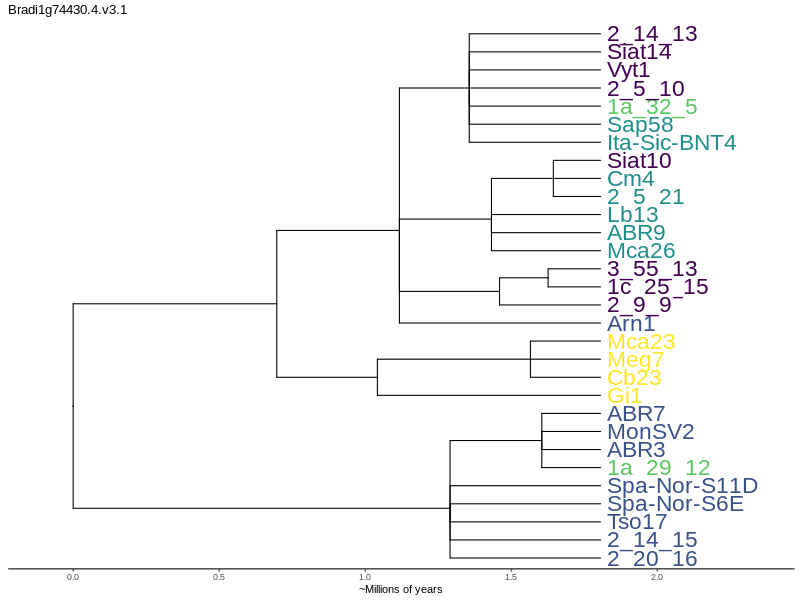 Bradi1g74430.4.v3.1
2_14_13
Siat14
Vyt1
2_5_10
1a_32_5
Sap58
Ita-Sic-BNT4
Siat10
Cm4
2_5_21
Lb13
ABR9
Mca26
3_55_13
1c_25_15
2_9_9
Arn1
Mca23
Meg7
Cb23
Gi1
ABR7
MonSV2
ABR3
1a_29_12
Spa-Nor-S11D
Spa-Nor-S6E
Tso17
2_14_15
2_20_16
0.0 0.5 1.0 1.5 2.0
~Millions of years